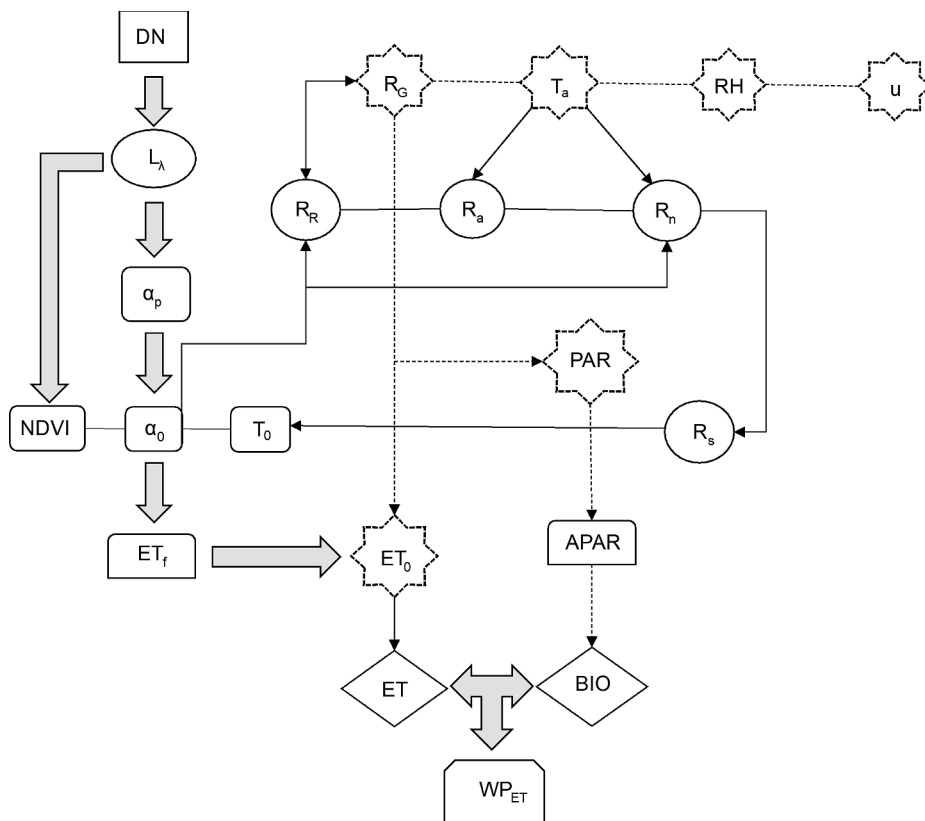 DN
R_G
T_a
RH
u
L_λ
R_R
R_a
R_n
α_p
PAR
NDVI
α_0
T_0
R_s
ET_f
ET_0
APAR
ET
BIO
WP_ET